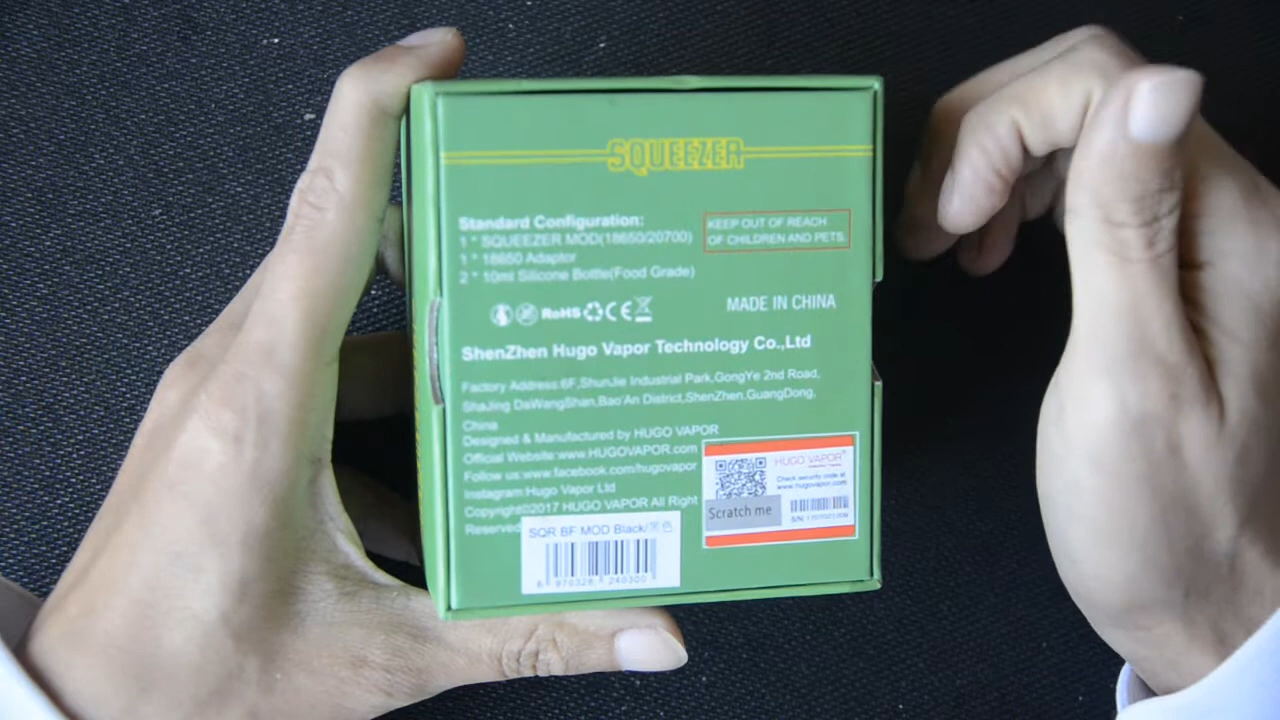 SQUEEZER
Standard Configuration:
1 * SQUEEZER MOD(18650/20700)
1 * 18650 Adaptor
2 * 10ml Silicone Bottle(Food Grade)
KEEP OUT OF REACH
OF CHILDREN AND PETS.
RoHS CE
MADE IN CHINA
ShenZhen Hugo Vapor Technology Co.,Ltd
Factory Address:6F,ShunJie Industrial Park,GongYe 2nd Road,
ShaJing DaWangShan,Bao'An District,ShenZhen,GuangDong,
China
Designed & Manufactured by HUGO VAPOR
Official Website:www.HUGOVAPOR.com
Follow us:www.facebook.com/hugovapor
Instagram:Hugo Vapor Ltd
Copyright©2017 HUGO VAPOR All Right
Reserved
HUGO VAPOR®
Check security code at
www.hugovapor.com
Scratch me
S/N:
SQR BF MOD Black/
6 970328 240300